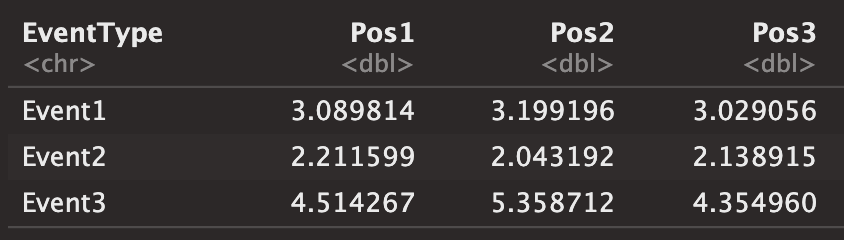 EventType Pos1 Pos2 Pos3
<chr> <dbl> <dbl> <dbl>
Event1 3.089814 3.199196 3.029056
Event2 2.211599 2.043192 2.138915
Event3 4.514267 5.358712 4.354960